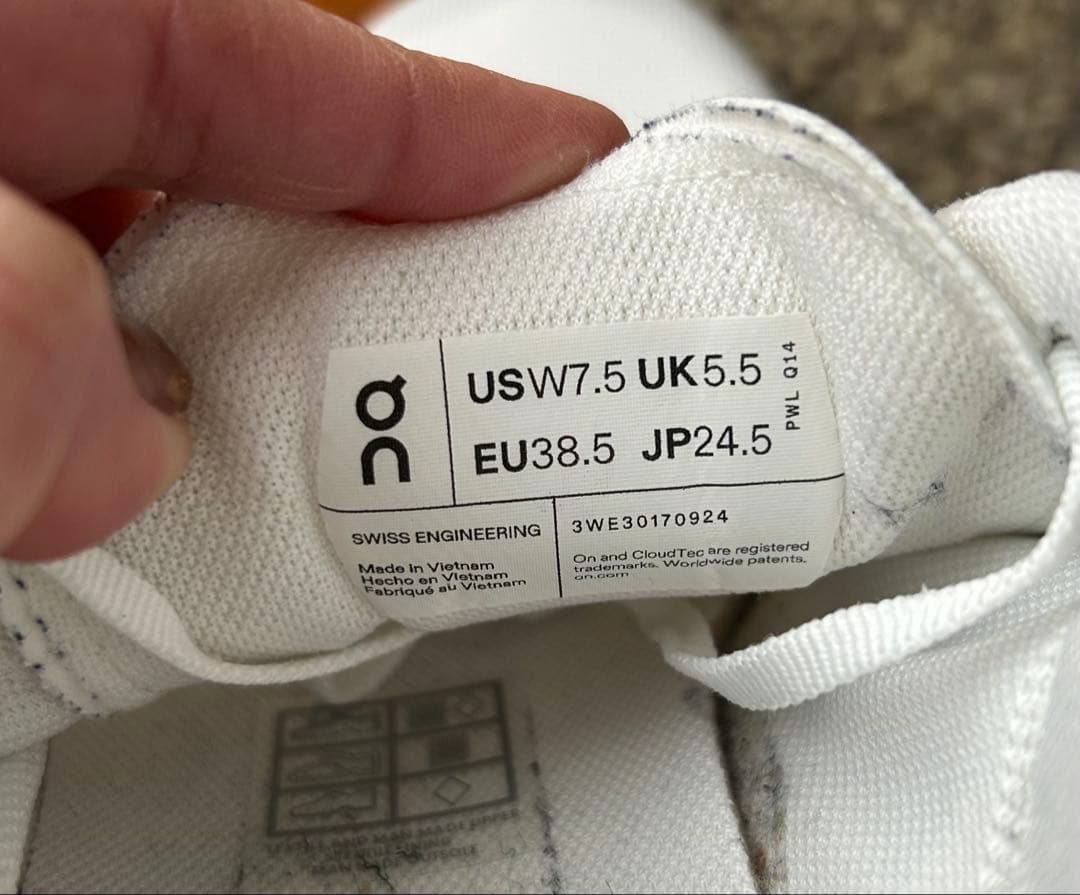 On
USW7.5 UK5.5
EU38.5 JP24.5
PWL Q14
SWISS ENGINEERING
Made in Vietnam
Hecho en Vietnam
Fabriqué au Vietnam
3WE30170924
On and CloudTec are registered
trademarks. Worldwide patents.
on.com